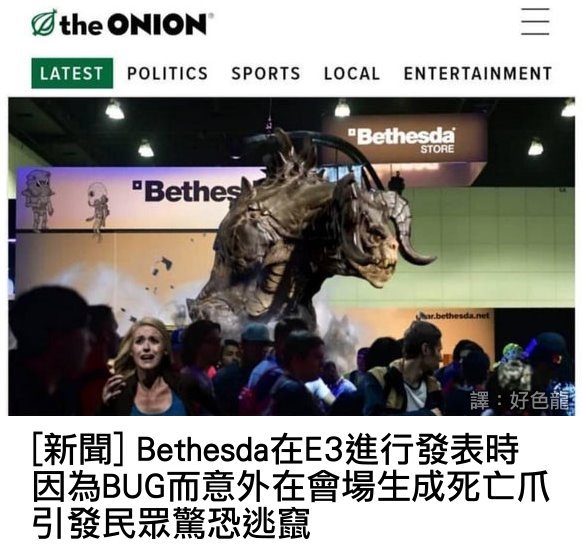 the ONION
LATEST POLITICS SPORTS LOCAL ENTERTAINMENT
Bethesda
STORE
Bethes
ar.bethesda.net
譯：好色龍
[新聞] Bethesda在E3進行發表時
因為BUG而意外在會場生成死亡爪
引發民眾驚恐逃竄